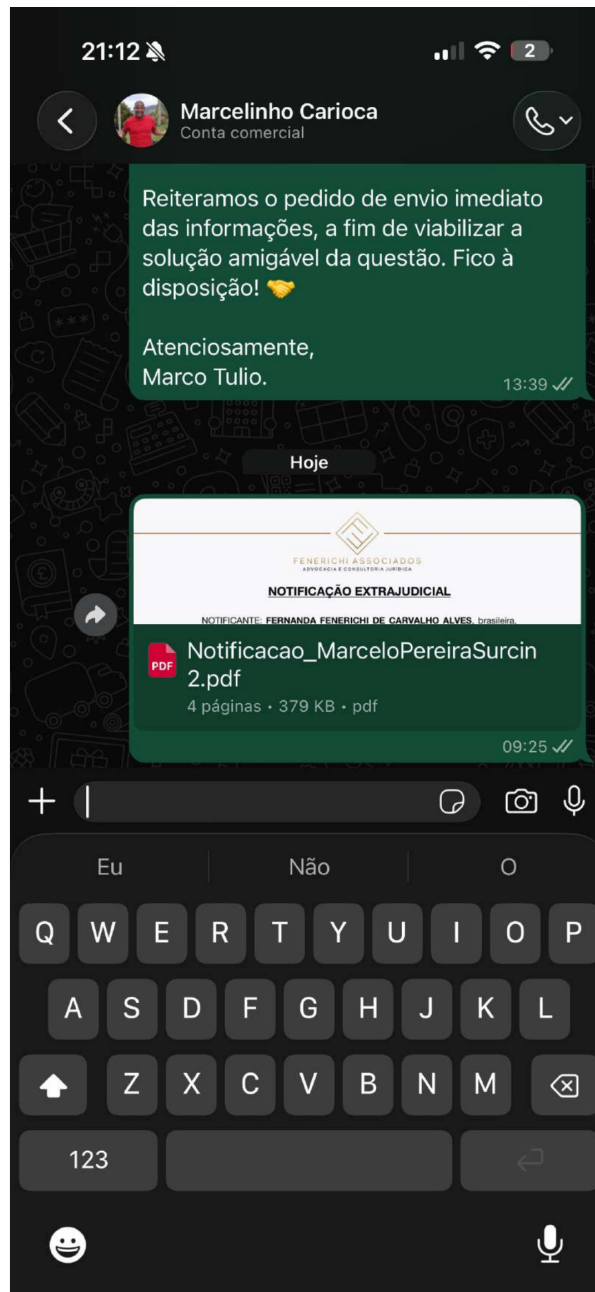 21:12
2
Marcelinho Carioca
Conta comercial
Reiteramos o pedido de envio imediato
das informações, a fim de viabilizar a
solução amigável da questão. Fico à
disposição! 🤝
Atenciosamente,
Marco Tulio.
13:39
Hoje
FENERICHI ASSOCIADOS
ADVOCACIA E CONSULTORIA JURÍDICA
NOTIFICAÇÃO EXTRAJUDICIAL
NOTIFICANTE: FERNANDA FENERICHI DE CARVALHO ALVES, brasileira,
PDF
Notificacao_MarceloPereiraSurcin
2.pdf
4 páginas • 379 KB • pdf
09:25
Eu Não O
Q W E R T Y U I O P
A S D F G H J K L
Z X C V B N M
123